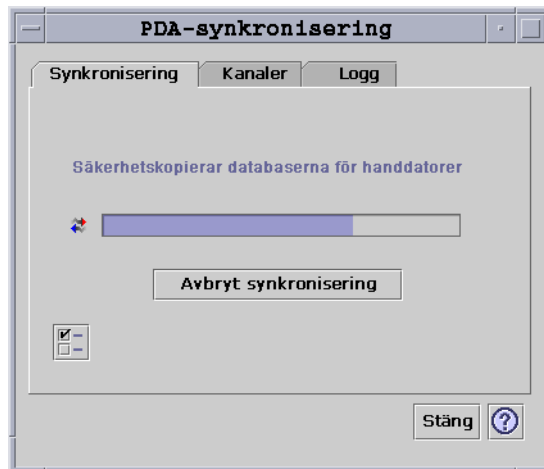 PDA-synkronisering
Synkronisering Kanaler Logg
Säkerhetskopierar databaserna för handdatorer
Avbryt synkronisering
Stäng ?